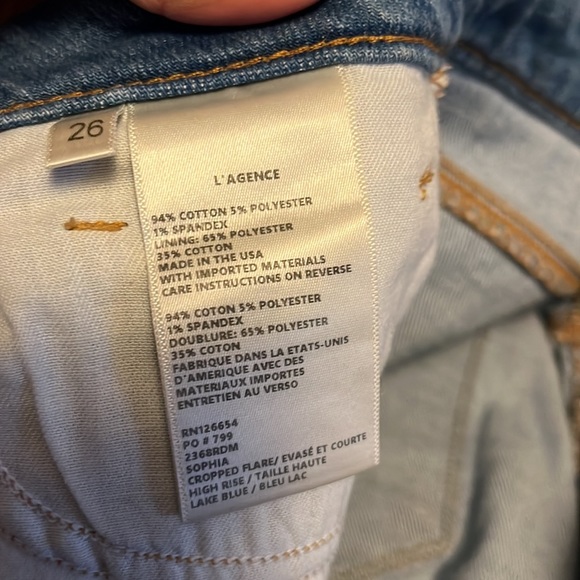 26
L'AGENCE
94% COTTON 5% POLYESTER
1% SPANDEX
LINING: 65% POLYESTER
35% COTTON
MADE IN THE USA
WITH IMPORTED MATERIALS
CARE INSTRUCTIONS ON REVERSE
94% COTON 5% POLYESTER
1% SPANDEX
DOUBLURE: 65% POLYESTER
35% COTON
FABRIQUE DANS LA ETATS-UNIS
D'AMERIQUE AVEC DES
MATERIAUX IMPORTES
ENTRETIEN AU VERSO
RN126654
PO # 799
2368RDM
SOPHIA
CROPPED FLARE/ EVASÉ ET COURTE
HIGH RISE / TAILLE HAUTE
LAKE BLUE / BLEU LAC